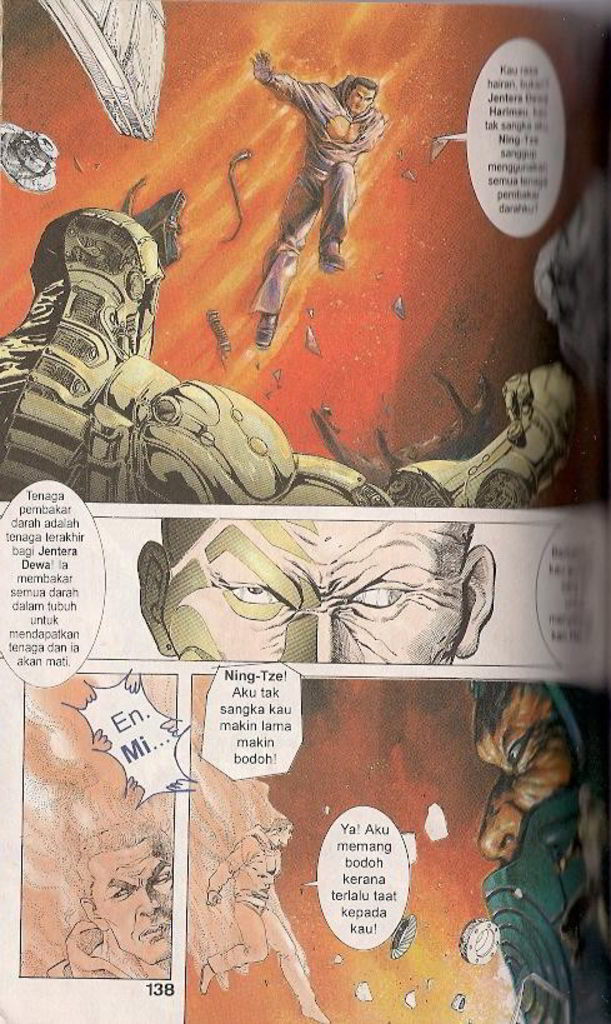 Kau rasa
hairan, bukan?
Jentera Dewa
Harimau,
tak sangka aku,
Ning-Tze
sanggup
menggunakan
semua tenaga
pembakar
darahku!
Tenaga
pembakar
darah adalah
tenaga terakhir
bagi Jentera
Dewa! Ia
membakar
semua darah
dalam tubuh
untuk
mendapatkan
tenaga dan ia
akan mati.
En.
Mi...
Ning-Tze!
Aku tak
sangka kau
makin lama
makin
bodoh!
Ya! Aku
memang
bodoh
kerana
terlalu taat
kepada
kau!
138